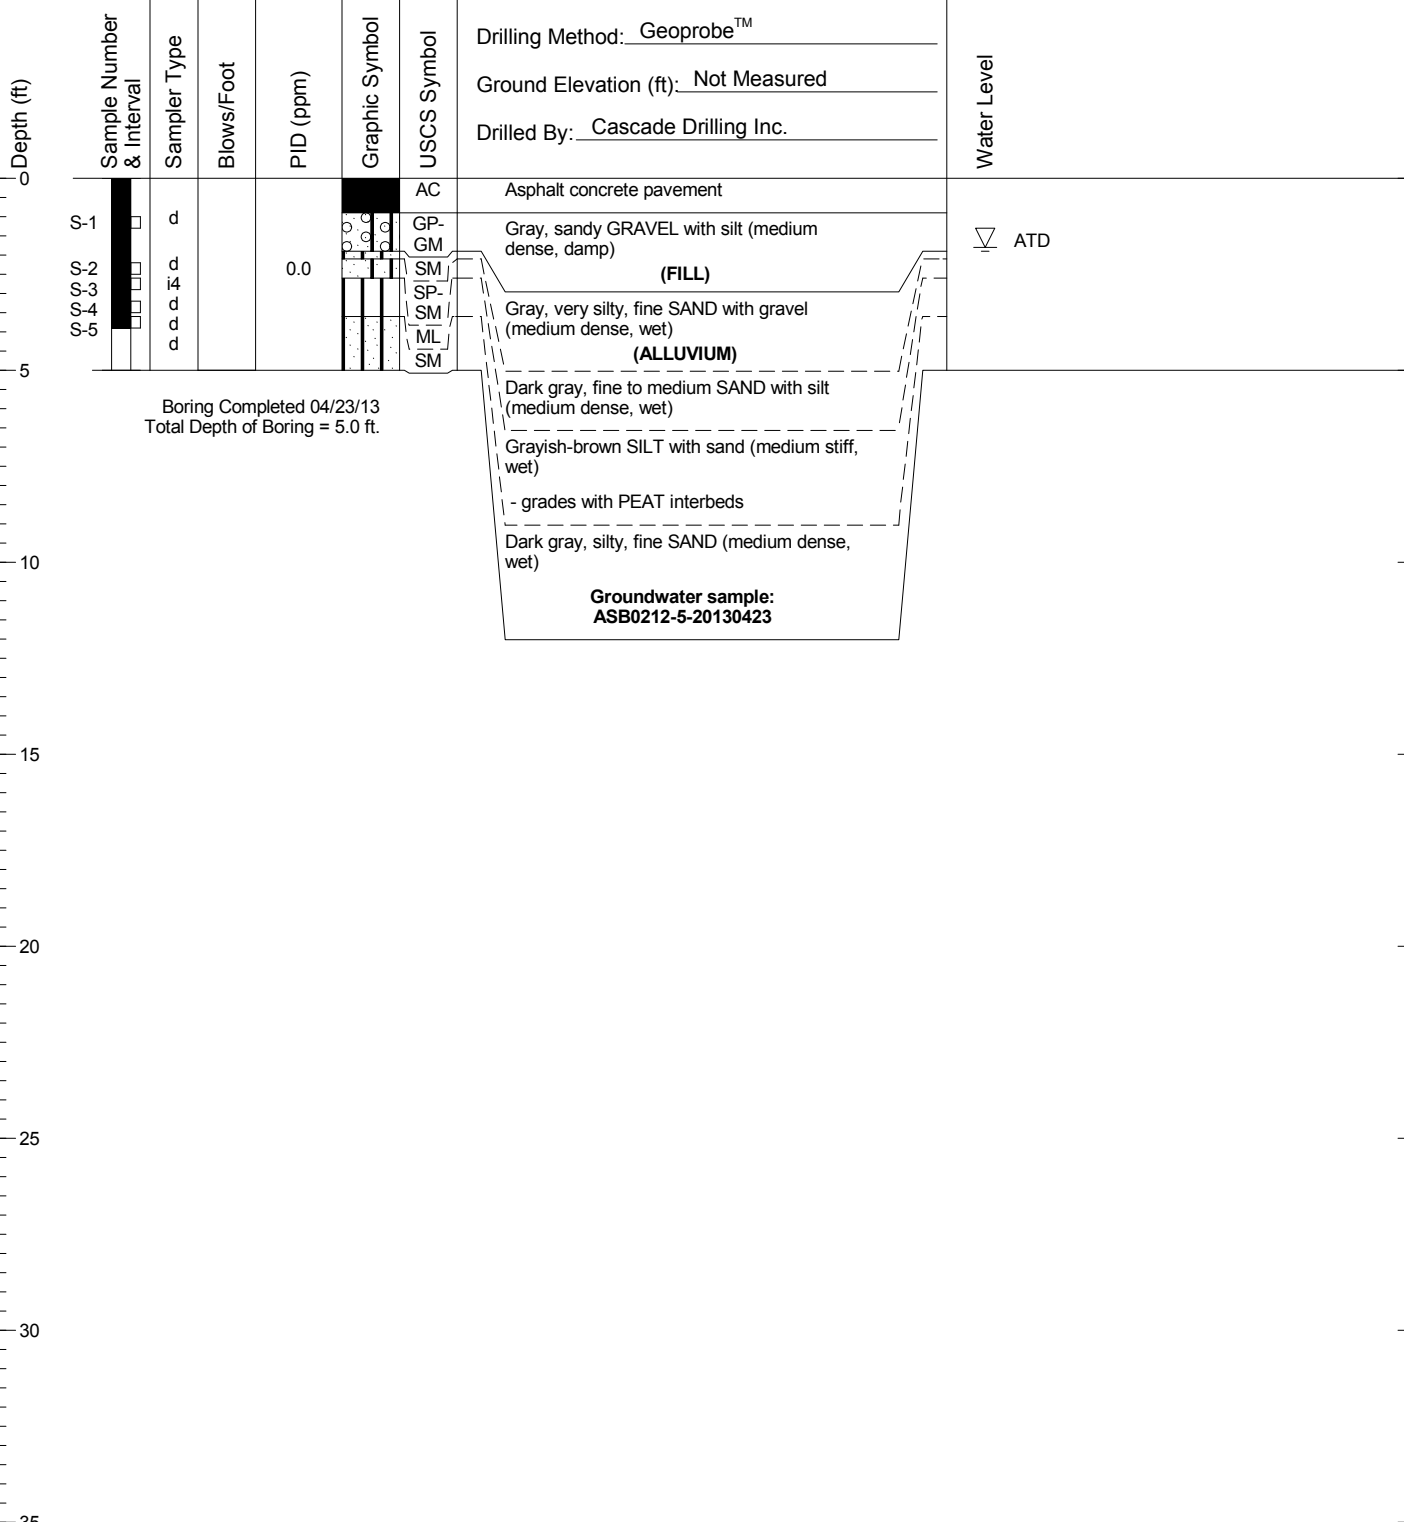 Depth (ft)
Sample Number
& Interval
Sampler Type
Blows/Foot
PID (ppm)
Graphic Symbol
USCS Symbol
Drilling Method: Geoprobe™
Ground Elevation (ft): Not Measured
Drilled By: Cascade Drilling Inc.
Water Level
0
AC
Asphalt concrete pavement
S-1
d
GP-
GM
Gray, sandy GRAVEL with silt (medium
dense, damp)
(FILL)
ATD
S-2
d
0.0
SM
S-3
i4
SP-
SM
S-4
d
Gray, very silty, fine SAND with gravel
(medium dense, wet)
(ALLUVIUM)
S-5
d
ML
d
SM
5
Dark gray, fine to medium SAND with silt
(medium dense, wet)
Boring Completed 04/23/13
Total Depth of Boring = 5.0 ft.
Grayish-brown SILT with sand (medium stiff,
wet)
- grades with PEAT interbeds
Dark gray, silty, fine SAND (medium dense,
wet)
10
Groundwater sample:
ASB0212-5-20130423
15
20
25
30
35